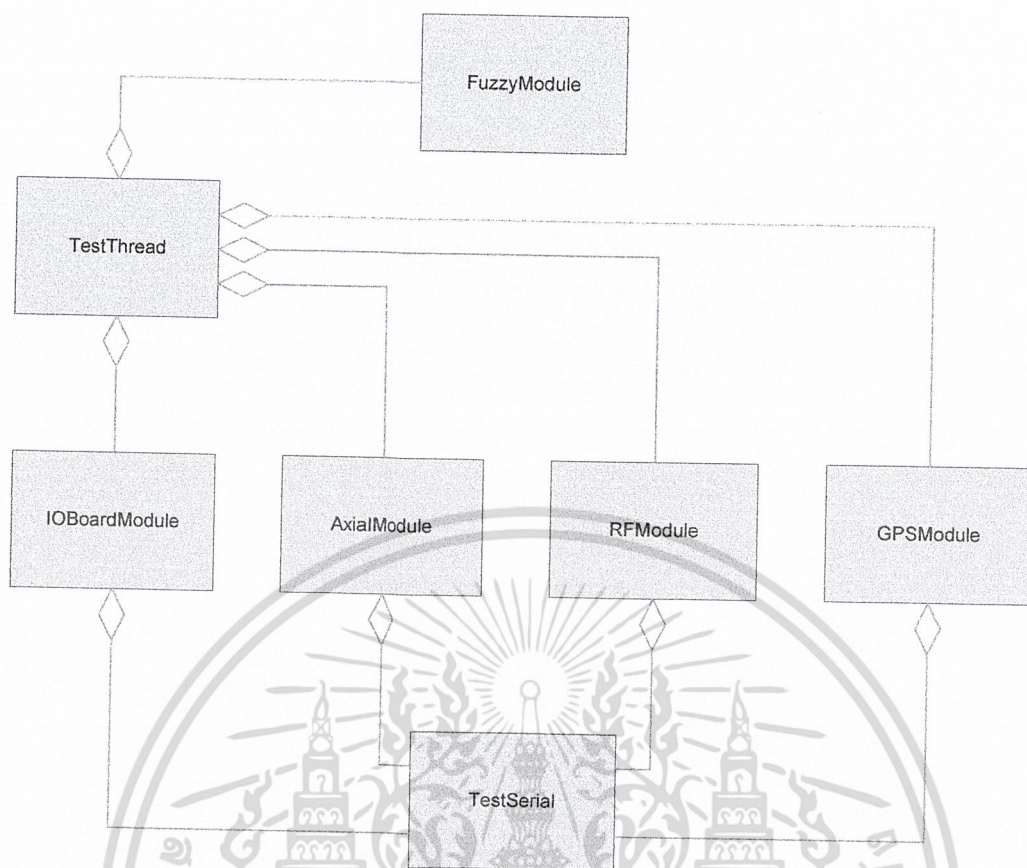 FuzzyModule
TestThread
IOBoardModule
AxialModule
RFModule
GPSModule
TestSerial